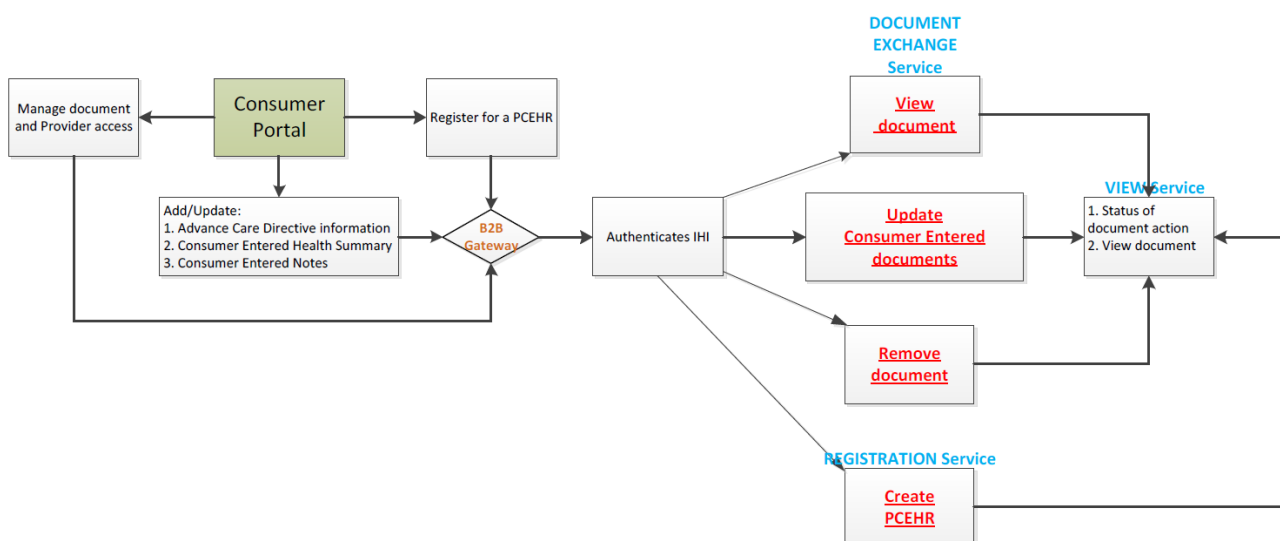 DOCUMENT
EXCHANGE
Service
Manage document
and Provider access
Consumer
Portal
Register for a PCEHR
View
document
Add/Update:
1. Advance Care Directive information
2. Consumer Entered Health Summary
3. Consumer Entered Notes
B2B
Gateway
Authenticates IHI
Update
Consumer Entered
documents
VIEW Service
1. Status of
document action
2. View document
Remove
document
REGISTRATION Service
Create
PCEHR